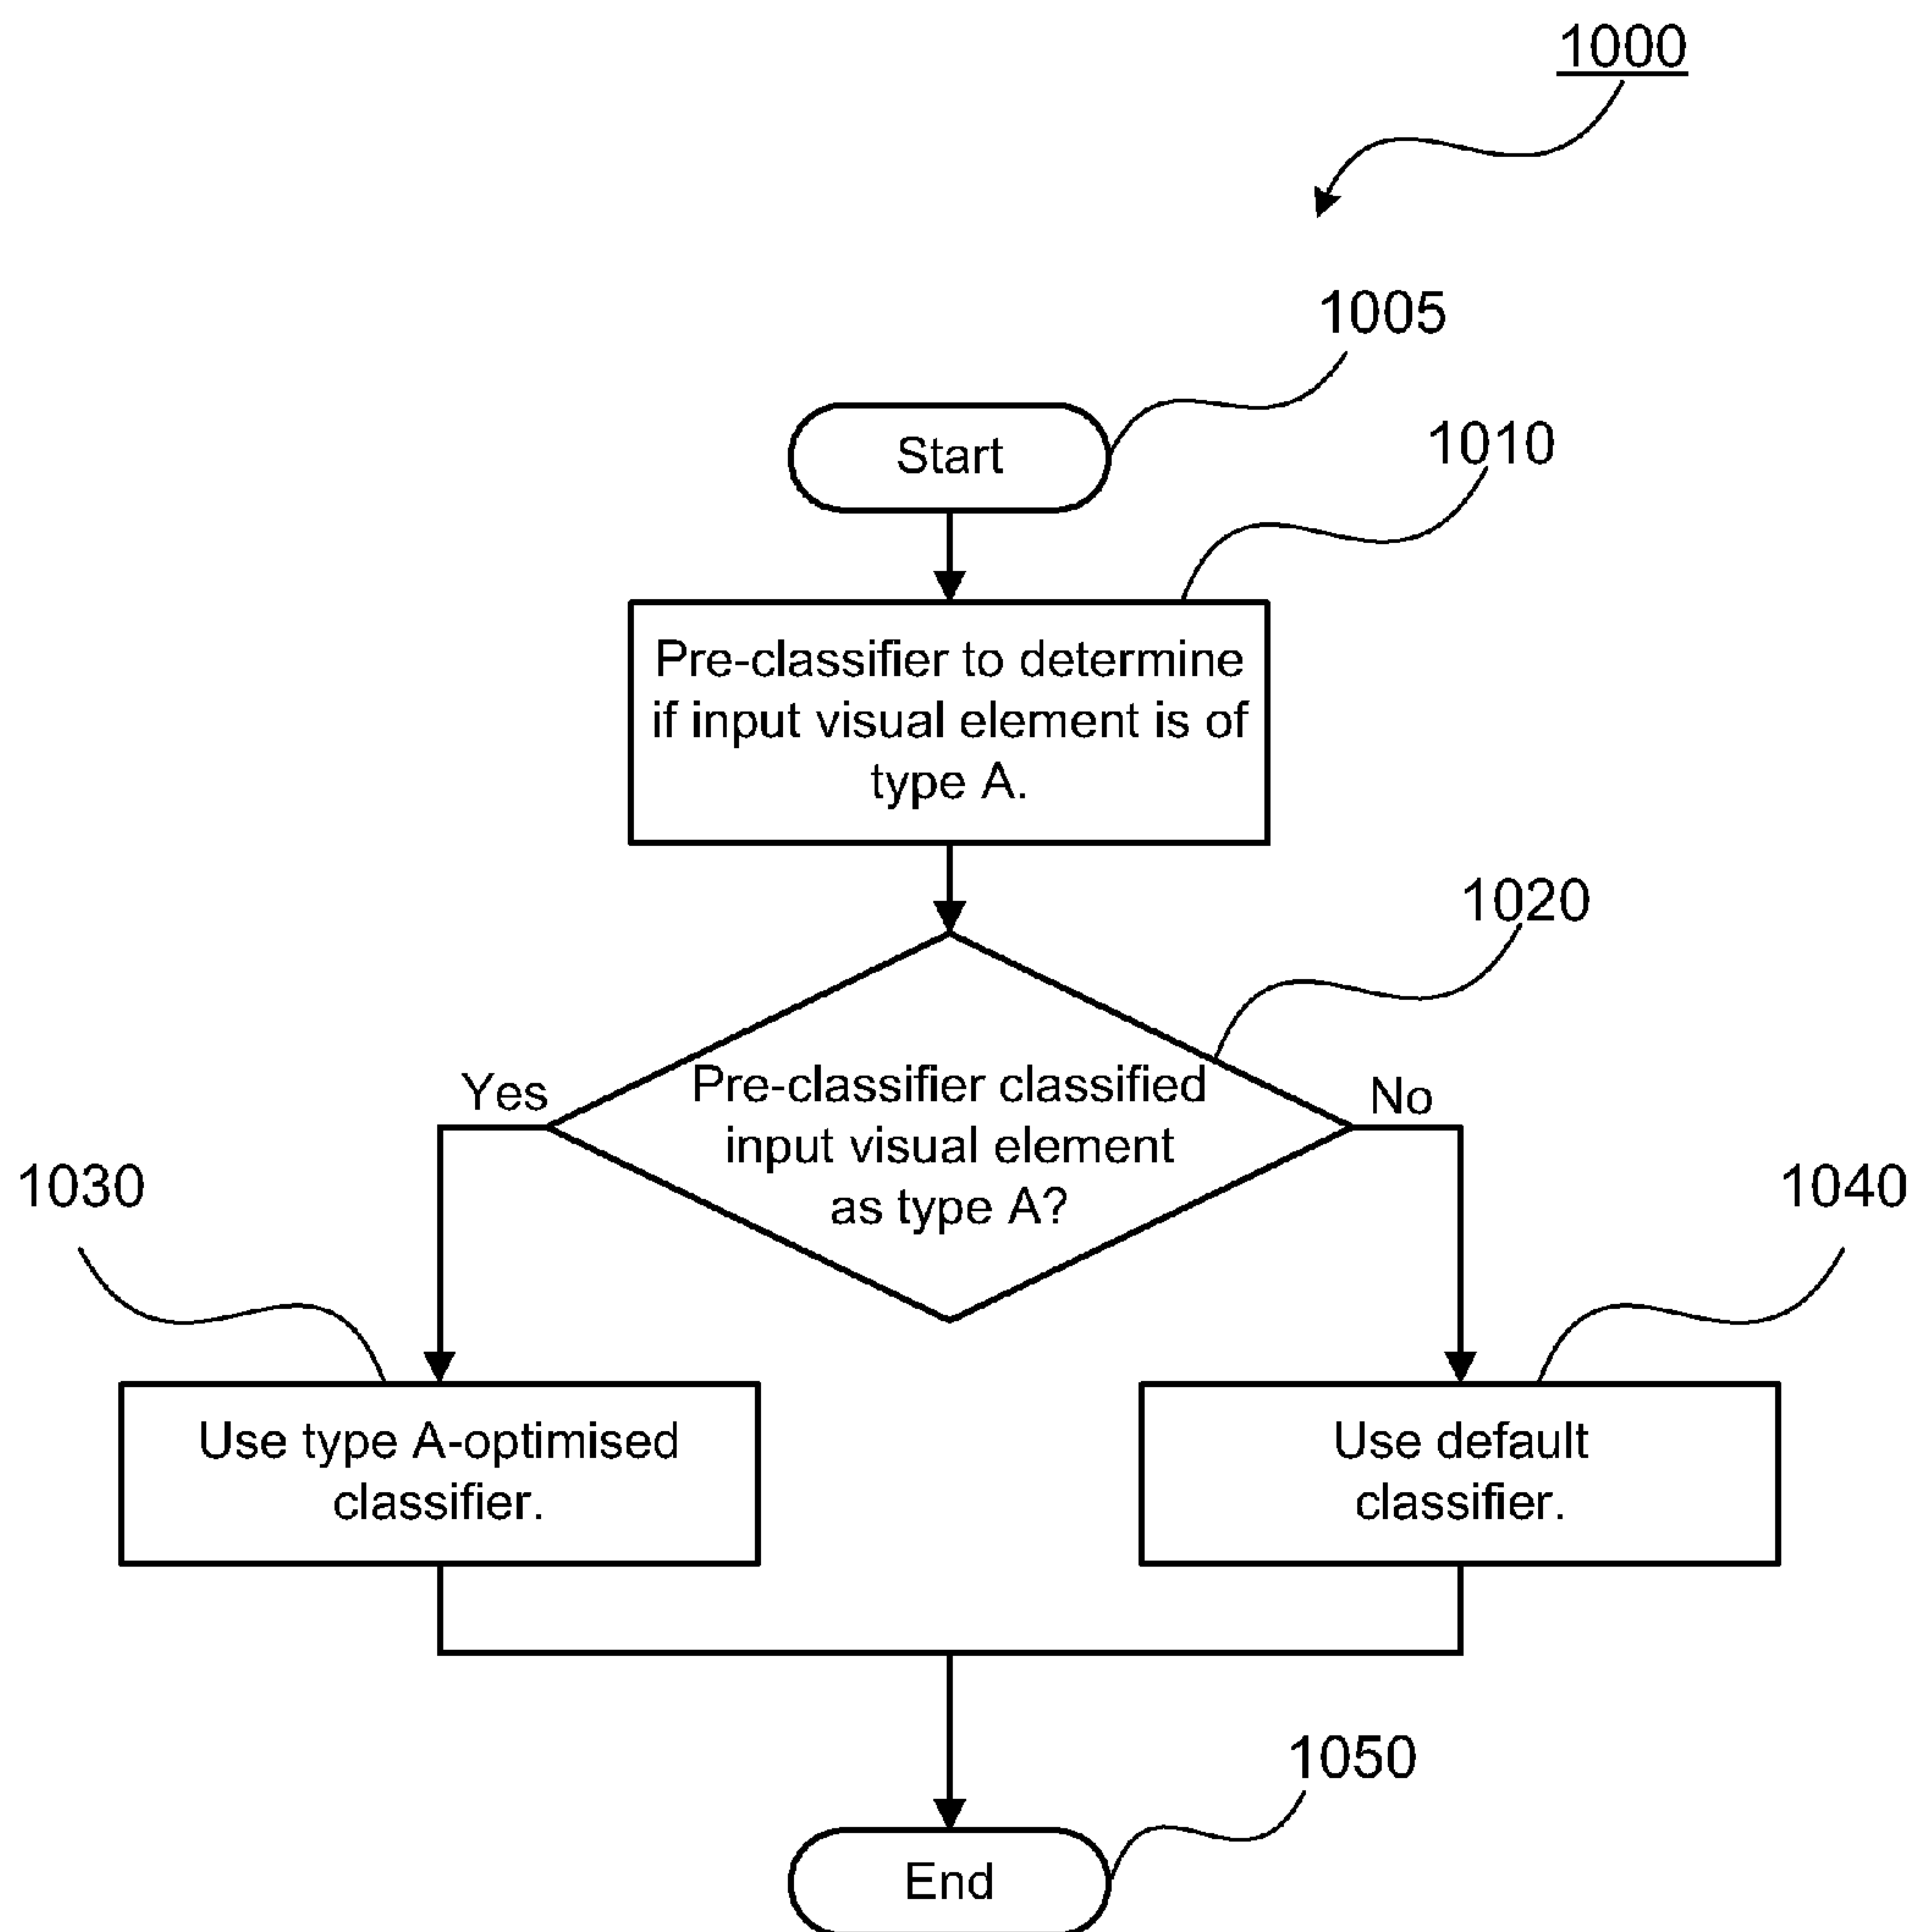 1000
1005
Start
1010
Pre-classifier to determine
if input visual element is of
type A.
1020
Pre-classifier classified
input visual element
as type A?
Yes
No
1030
1040
Use type A-optimised
classifier.
Use default
classifier.
1050
End